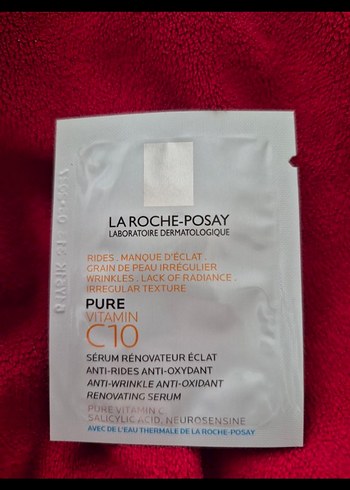 LA ROCHE-POSAY
LABORATOIRE DERMATOLOGIQUE
RIDES . MANQUE D'ÉCLAT .
GRAIN DE PEAU IRRÉGULIER
WRINKLES . LACK OF RADIANCE .
IRREGULAR TEXTURE
PURE
VITAMIN
C10
SÉRUM RÉNOVATEUR ÉCLAT
ANTI-RIDES ANTI-OXYDANT
ANTI-WRINKLE ANTI-OXIDANT
RENOVATING SERUM
PURE VITAMIN C,
SALICYLIC ACID, NEUROSENSINE
AVEC DE L'EAU THERMALE DE LA ROCHE-POSAY